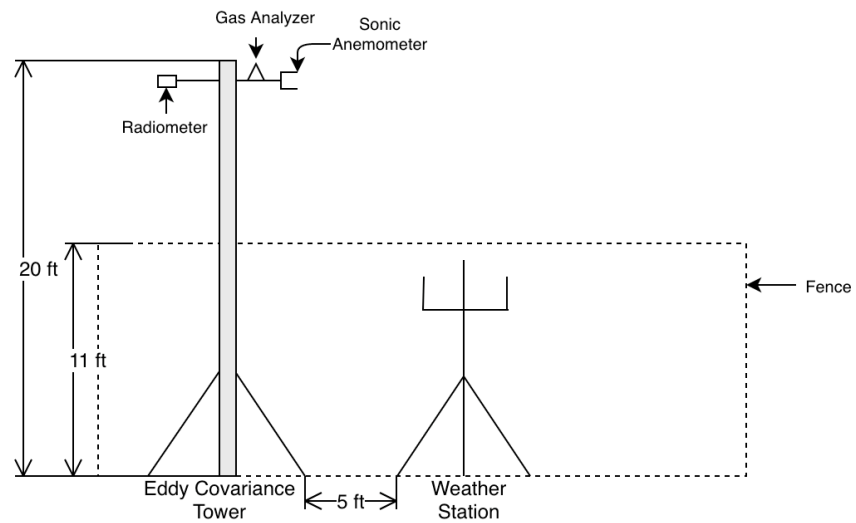 Gas Analyzer
Sonic
Anemometer
Radiometer
20 ft
Fence
11 ft
Eddy Covariance
Tower
5 ft
Weather
Station